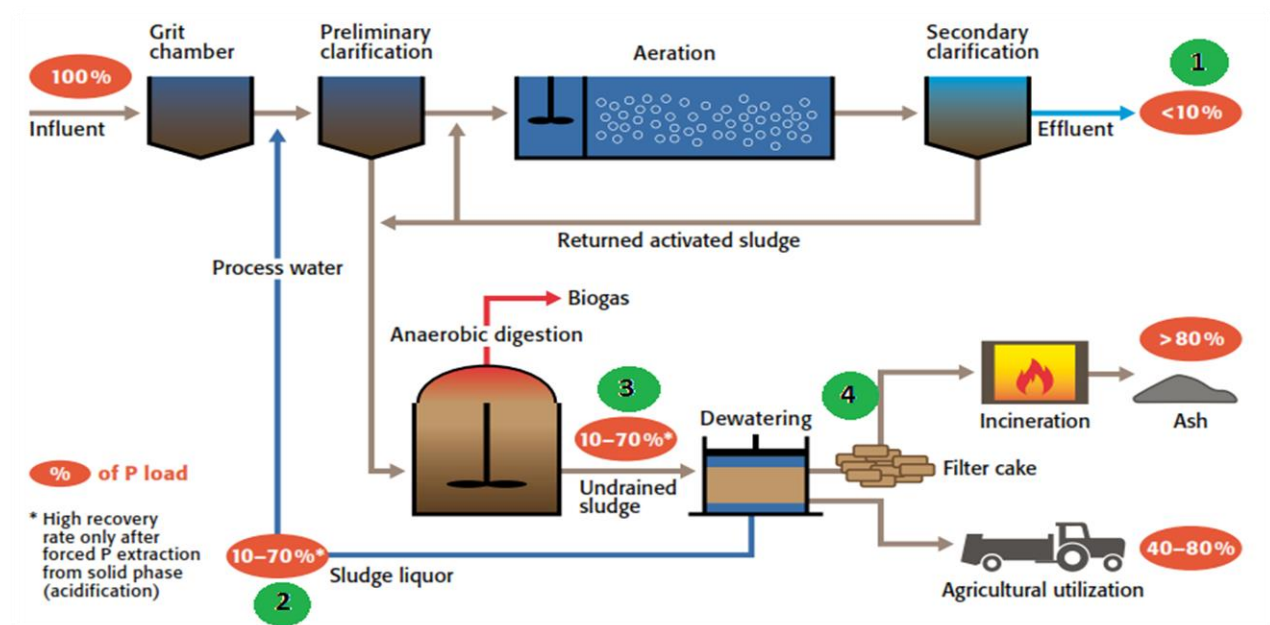 Grit
chamber
Preliminary
clarification
Aeration
Secondary
clarification
1
100%
<10%
Influent
Effluent
Returned activated sludge
Process water
Biogas
Anaerobic digestion
3
10–70%*
Undrained
sludge
Dewatering
4
Filter cake
Incineration
>80%
Ash
Agricultural utilization
40–80%
% of P load
* High recovery
rate only after
forced P extraction
from solid phase
(acidification)
10–70%*
Sludge liquor
2